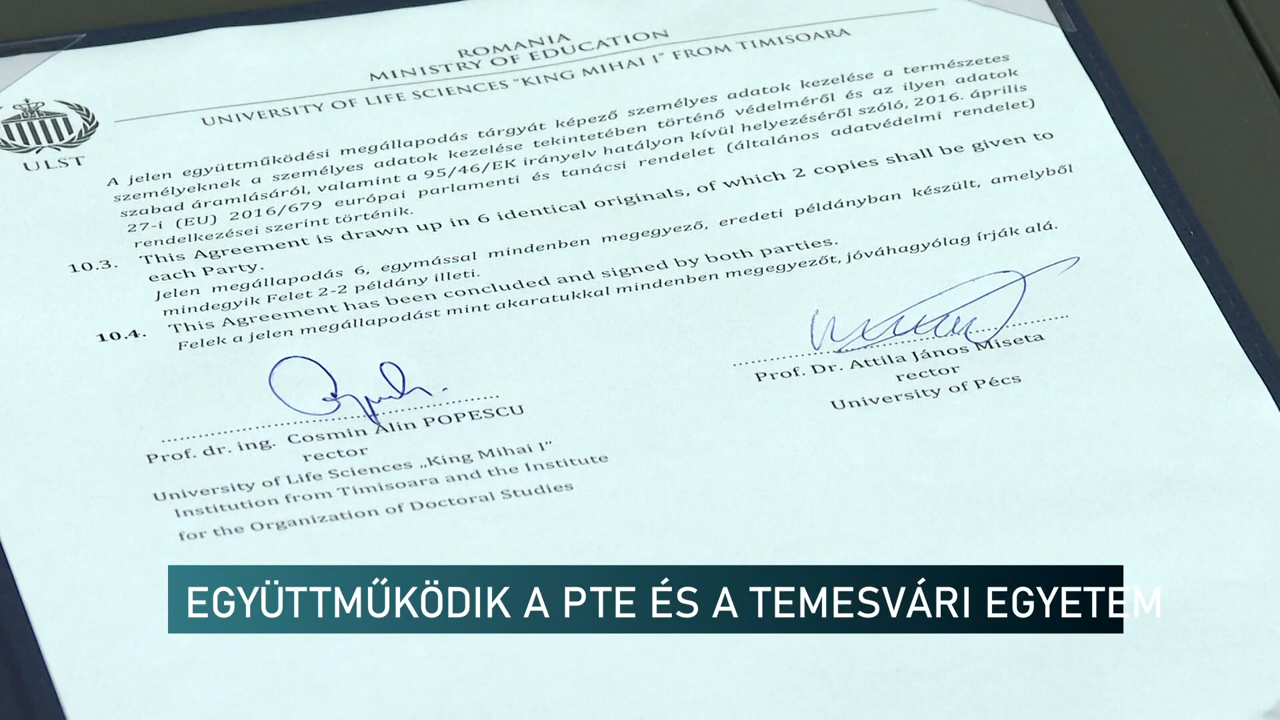 ROMANIA
MINISTRY OF EDUCATION
UNIVERSITY OF LIFE SCIENCES "KING MIHAI I" FROM TIMISOARA
ULST
A jelen együttműködési megállapodás tárgyát képező személyes adatok kezelése a természetes
személyeknek a személyes adatok kezelése tekintetében történő védelméről és az ilyen adatok
szabad áramlásáról, valamint a 95/46/EK irányelv hatályon kívül helyezéséről szóló, 2016. április
27-i (EU) 2016/679 európai parlamenti és tanácsi rendelet (általános adatvédelmi rendelet)
rendelkezései szerint történik.
10.3. This Agreement is drawn up in 6 identical originals, of which 2 copies shall be given to
each Party.
Jelen megállapodás 6, egymással mindenben megegyező, eredeti példányban készült, amelyből
mindegyik Felet 2-2 példány illeti.
10.4. This Agreement has been concluded and signed by both parties.
Felek a jelen megállapodást mint akaratukkal mindenben megegyezőt, jóváhagyólag írják alá.
Prof. dr. ing. Cosmin Alin POPESCU
rector
University of Life Sciences „King Mihai I"
Institution from Timisoara and the Institute
for the Organization of Doctoral Studies
Prof. Dr. Attila János Miseta
rector
University of Pécs
EGYÜTTMŰKÖDIK A PTE ÉS A TEMESVÁRI EGYETEM